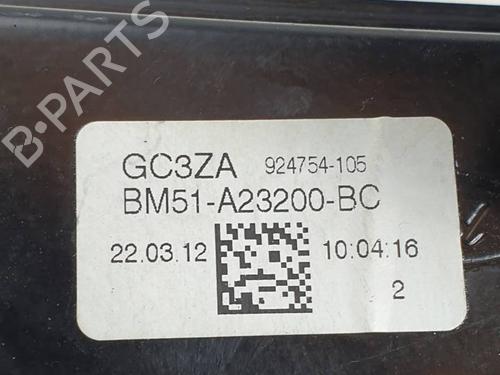 B-PARTS
GC3ZA 924754-105
BM51-A23200-BC
22.03.12 10:04:16
2